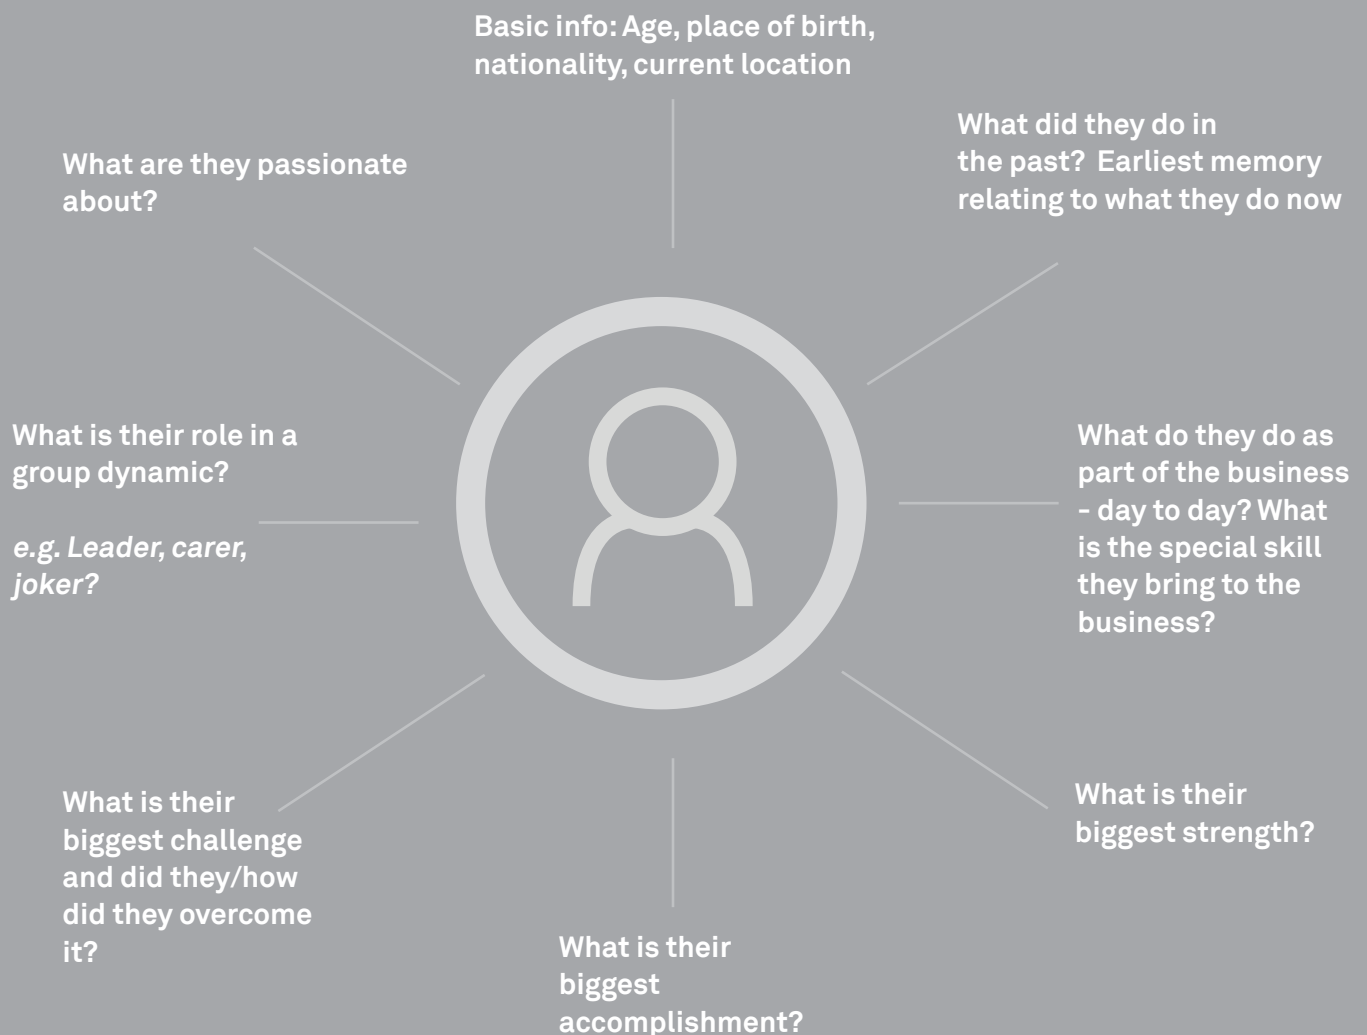 Basic info: Age, place of birth,
nationality, current location
What did they do in
the past?  Earliest memory
relating to what they do now
What are they passionate
about?
What is their role in a
group dynamic?
e.g. Leader, carer,
joker?
What do they do as
part of the business
- day to day? What
is the special skill
they bring to the
business?
What is their
biggest strength?
What is their
biggest challenge
and did they/how
did they overcome
it?
What is their
biggest
accomplishment?